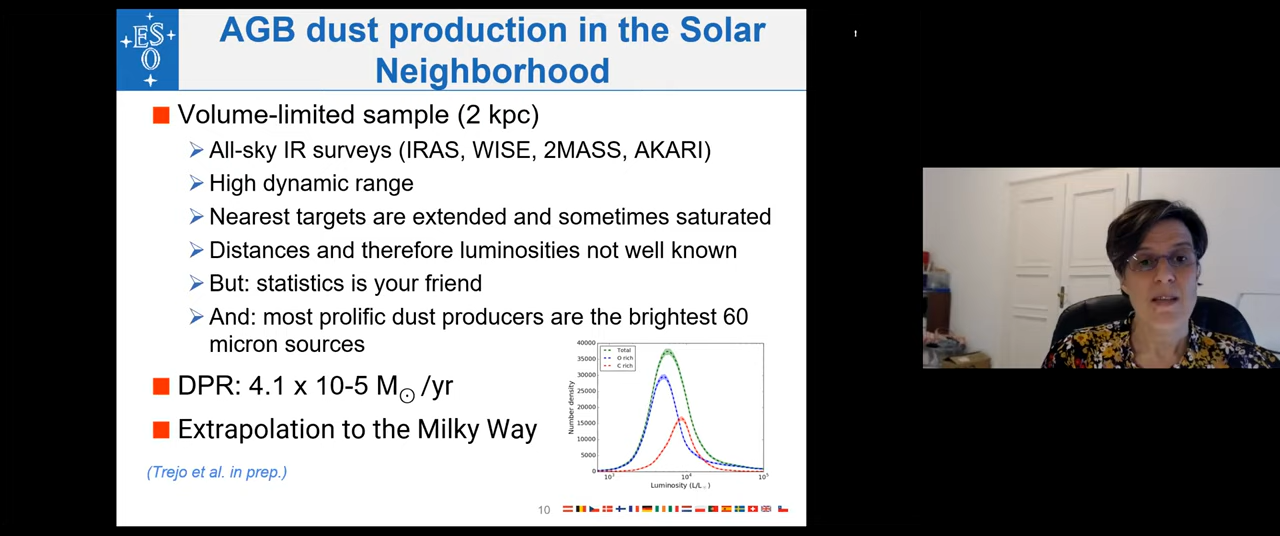 ES
O
AGB dust production in the Solar
Neighborhood
Volume-limited sample (2 kpc)
All-sky IR surveys (IRAS, WISE, 2MASS, AKARI)
High dynamic range
Nearest targets are extended and sometimes saturated
Distances and therefore luminosities not well known
But: statistics is your friend
And: most prolific dust producers are the brightest 60
micron sources
DPR: 4.1 x 10-5 M☉/yr
Extrapolation to the Milky Way
(Trejo et al. in prep.)
40000
35000
30000
25000
20000
15000
10000
5000
0
Number density
Total
O rich
C rich
10³
10⁴
10⁵
Luminosity (L/L☉)
10